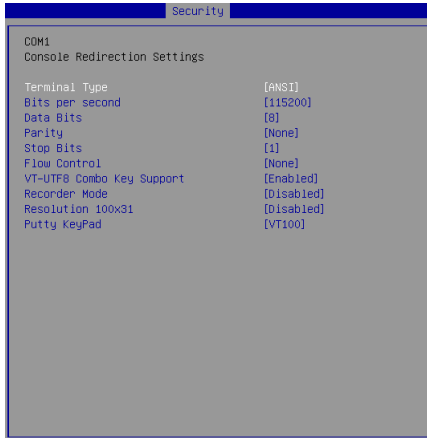 Security
COM1
Console Redirection Settings
Terminal Type [ANSI]
Bits per second [115200]
Data Bits [8]
Parity [None]
Stop Bits [1]
Flow Control [None]
VT-UTF8 Combo Key Support [Enabled]
Recorder Mode [Disabled]
Resolution 100x31 [Disabled]
Putty KeyPad [VT100]